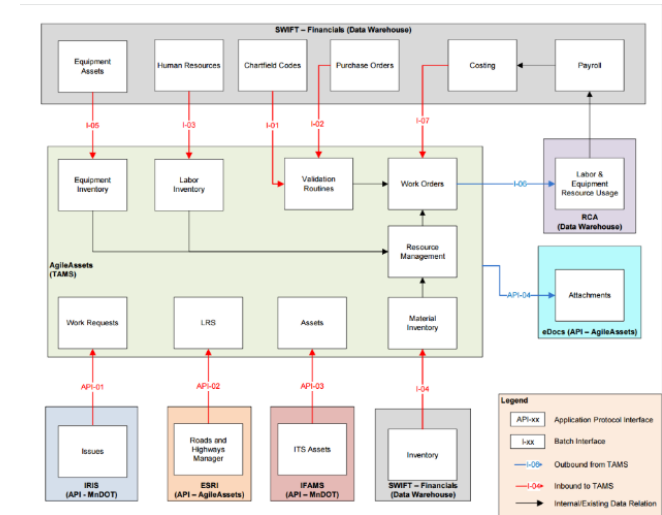 SWIFT – Financials (Data Warehouse)
Equipment
Assets
Human Resources
Chartfield Codes
Purchase Orders
Costing
Payroll
I-05
I-03
I-01
I-02
I-07
Equipment
Inventory
Labor
Inventory
Validation
Routines
Work Orders
I-06
Labor &
Equipment
Resource Usage
RCA
(Data Warehouse)
Resource
Management
AgileAssets
(TAMS)
API-04
Attachments
eDocs (API – AgileAssets)
Work Requests
LRS
Assets
Material
Inventory
API-01
API-02
API-03
I-04
Issues
IRIS
(API - MnDOT)
Roads and
Highways
Manager
ESRI
(API – AgileAssets)
ITS Assets
IFAMS
(API – MnDOT)
Inventory
SWIFT – Financials
(Data Warehouse)
Legend
API-xx
Application Protocol Interface
I-xx
Batch Interface
I-06
Outbound from TAMS
I-04
Inbound to TAMS
Internal/Existing Data Relation